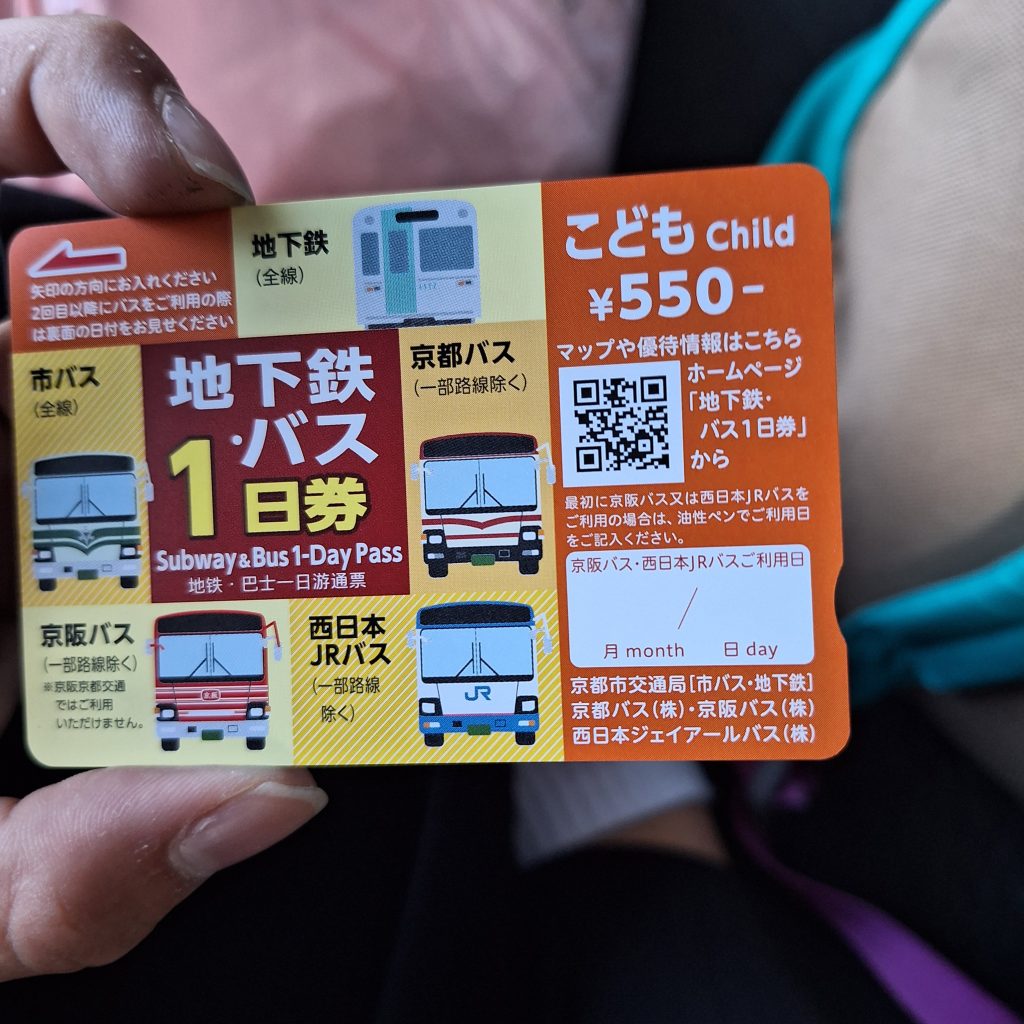 矢印の方向にお入れください
2回目以降にバスをご利用の際
は裏面の日付をお見せください
地下鉄
(全線)
市バス
(全線)
地下鉄
・バス
1日券
Subway&Bus 1-Day Pass
地铁・巴士一日游通票
京都バス
(一部路線除く)
京阪バス
(一部路線除く)
※京阪京都交通
ではご利用
いただけません。
京阪
西日本
JRバス
(一部路線
除く)
JR
こども Child
¥550-
マップや優待情報はこちら
ホームページ
「地下鉄・
バス1日券」
から
最初に京阪バス又は西日本JRバスを
ご利用の場合は、油性ペンでご利用日
をご記入ください。
京阪バス・西日本JRバスご利用日
/
月 month 日 day
京都市交通局[市バス・地下鉄]
京都バス(株)・京阪バス(株)
西日本ジェイアールバス(株)